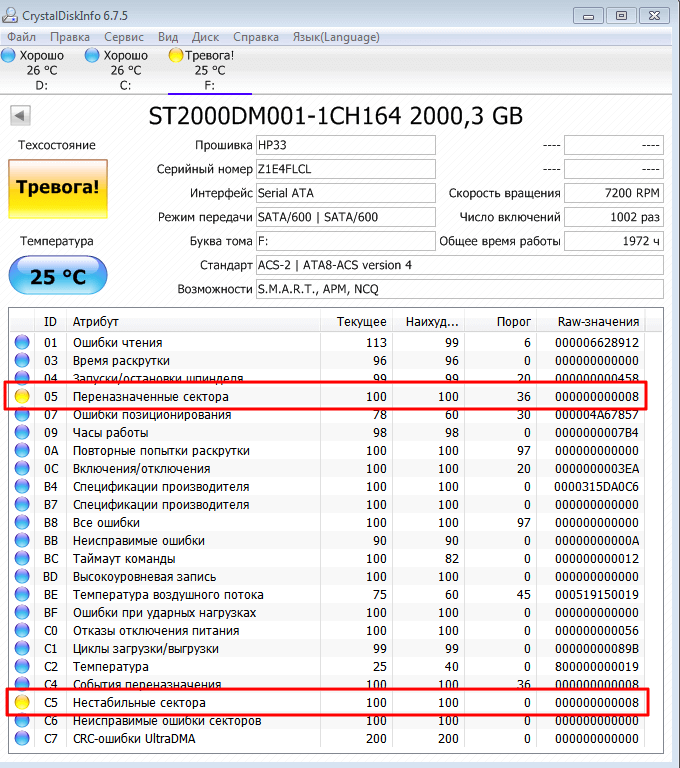 CrystalDiskInfo 6.7.5
Файл Правка Сервис Вид Диск Справка Язык(Language)
Хорошо Хорошо Тревога!
26 °C 26 °C 25 °C
D: C: F:
ST2000DM001-1CH164 2000,3 GB
Техсостояние Прошивка HP33 ---- ----
Тревога! Серийный номер Z1E4FLCL ---- ----
Интерфейс Serial ATA Скорость вращения 7200 RPM
Режим передачи SATA/600 | SATA/600 Число включений 1002 раз
Температура Буква тома F: Общее время работы 1972 ч
25 °C Стандарт ACS-2 | ATA8-ACS version 4
Возможности S.M.A.R.T., APM, NCQ
ID Атрибут Текущее Наихуд... Порог Raw-значения
01 Ошибки чтения 113 99 6 000006628912
03 Время раскрутки 96 96 0 000000000000
04 Запуски/остановки шпинделя 99 99 20 000000000458
05 Переназначенные сектора 100 100 36 000000000008
07 Ошибки позиционирования 78 60 30 000004A67857
09 Часы работы 98 98 0 0000000007B4
0A Повторные попытки раскрутки 100 100 97 000000000000
0C Включения/отключения 100 100 20 0000000003EA
B4 Спецификации производителя 100 100 0 0000315DA0C6
B7 Спецификации производителя 100 100 0 000000000000
B8 Все ошибки 100 100 97 000000000000
BB Неисправимые ошибки 90 90 0 00000000000A
BC Таймаут команды 100 82 0 000000000012
BD Высокоуровневая запись 100 100 0 000000000000
BE Температура воздушного потока 75 60 45 000519150019
BF Ошибки при ударных нагрузках 100 100 0 000000000000
C0 Отказы отключения питания 100 100 0 000000000056
C1 Циклы загрузки/выгрузки 99 99 0 00000000089B
C2 Температура 25 40 0 800000000019
C4 События переназначения 100 100 36 000000000008
C5 Нестабильные сектора 100 100 0 000000000008
C6 Неисправимые ошибки секторов 100 100 0 000000000008
C7 CRC-ошибки UltraDMA 200 200 0 000000000000